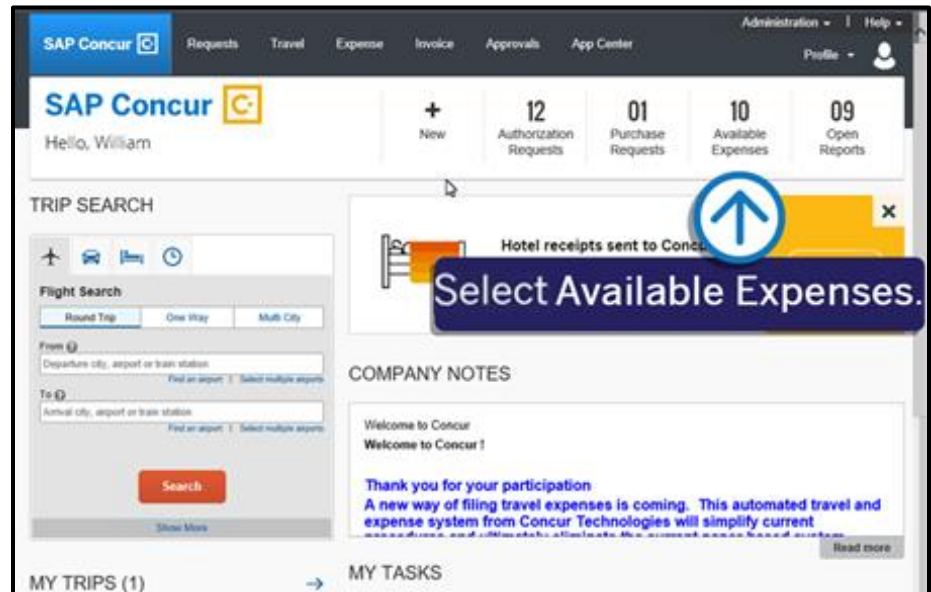 Administration | Help
SAP Concur C Requests Travel Expense Invoice Approvals App Center
Profile
SAP Concur C
Hello, William
+ 12 01 10 09
New Authorization Purchase Available Open
Requests Requests Expenses Reports
TRIP SEARCH
Hotel receipts sent to
Select Available Expenses.
Flight Search
Round Trip One Way Multi City
From
Departure city, airport or train station
Find an airport | Select multiple airports
To
Arrival city, airport or train station
Find an airport | Select multiple airports
Search
Show More
COMPANY NOTES
Welcome to Concur
Welcome to Concur !
Thank you for your participation
A new way of filing travel expenses is coming. This automated travel and
expense system from Concur Technologies will simplify current
Read more
MY TRIPS (1)
MY TASKS